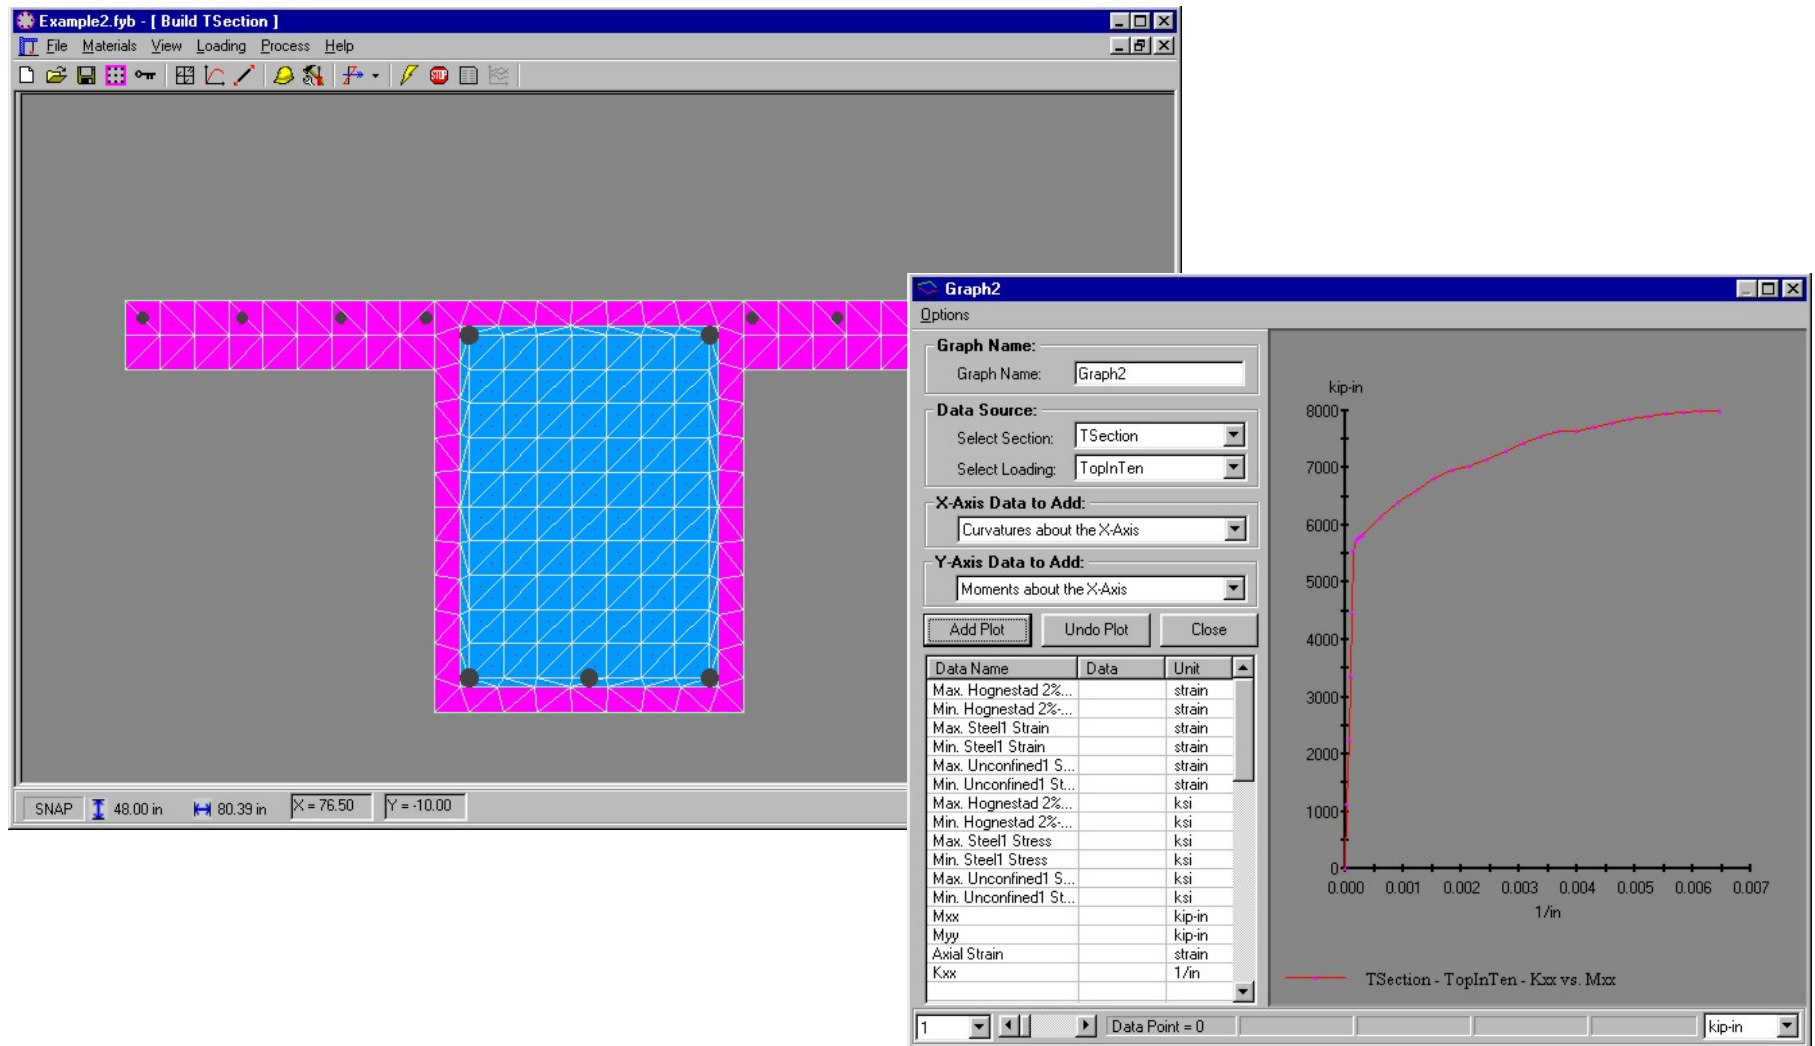 Example2.fyb - [ Build TSection ]
File Materials View Loading Process Help
STOP
SNAP 48.00 in 80.39 in X = 76.50 Y = -10.00
Graph2
Options
Graph Name:
Graph Name: Graph2
Data Source:
Select Section: TSection
Select Loading: TopInTen
X-Axis Data to Add:
Curvatures about the X-Axis
Y-Axis Data to Add:
Moments about the X-Axis
Add Plot Undo Plot Close
Data Name Data Unit
Max. Hognestad 2%... strain
Min. Hognestad 2%-... strain
Max. Steel1 Strain strain
Min. Steel1 Strain strain
Max. Unconfined1 S... strain
Min. Unconfined1 St... strain
Max. Hognestad 2%... ksi
Min. Hognestad 2%-... ksi
Max. Steel1 Stress ksi
Min. Steel1 Stress ksi
Max. Unconfined1 S... ksi
Min. Unconfined1 St... ksi
Mxx kip-in
Myy kip-in
Axial Strain strain
Kxx 1/in
kip-in
8000
7000
6000
5000
4000
3000
2000
1000
0
0.000 0.001 0.002 0.003 0.004 0.005 0.006 0.007
1/in
TSection - TopInTen - Kxx vs. Mxx
1 Data Point = 0 kip-in